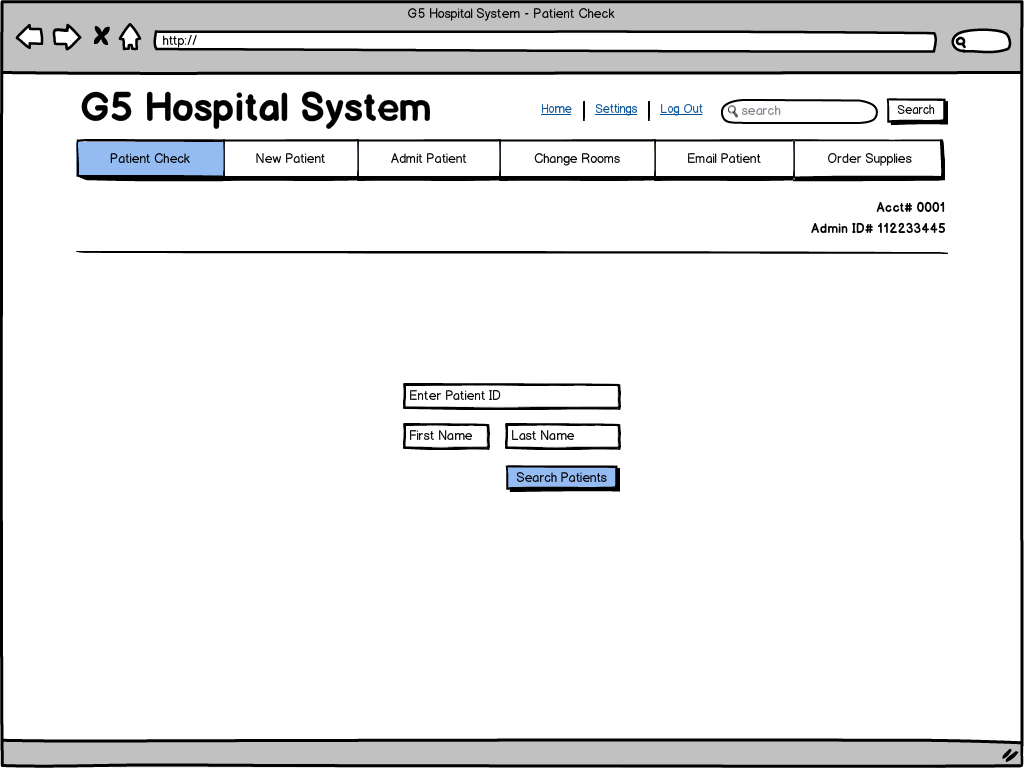 G5 Hospital System - Patient Check
http://
G5 Hospital System
Home Settings Log Out search Search
Patient Check New Patient Admit Patient Change Rooms Email Patient Order Supplies
Acct# 0001
Admin ID# 112233445
Enter Patient ID
First Name Last Name
Search Patients